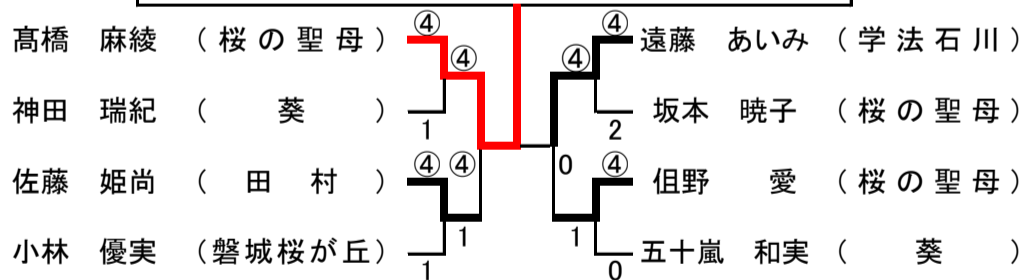 髙橋　麻綾　（桜の聖母）　④　④　④　④　遠藤　あいみ　（学法石川）
神田　瑞紀　（　葵　）　1　2　坂本　暁子　（桜の聖母）
佐藤　姫尚　（　田　村　）　④　④　0　④　但野　愛　（桜の聖母）
小林　優実　（磐城桜が丘）　1　1　1　0　五十嵐　和実　（　葵　）